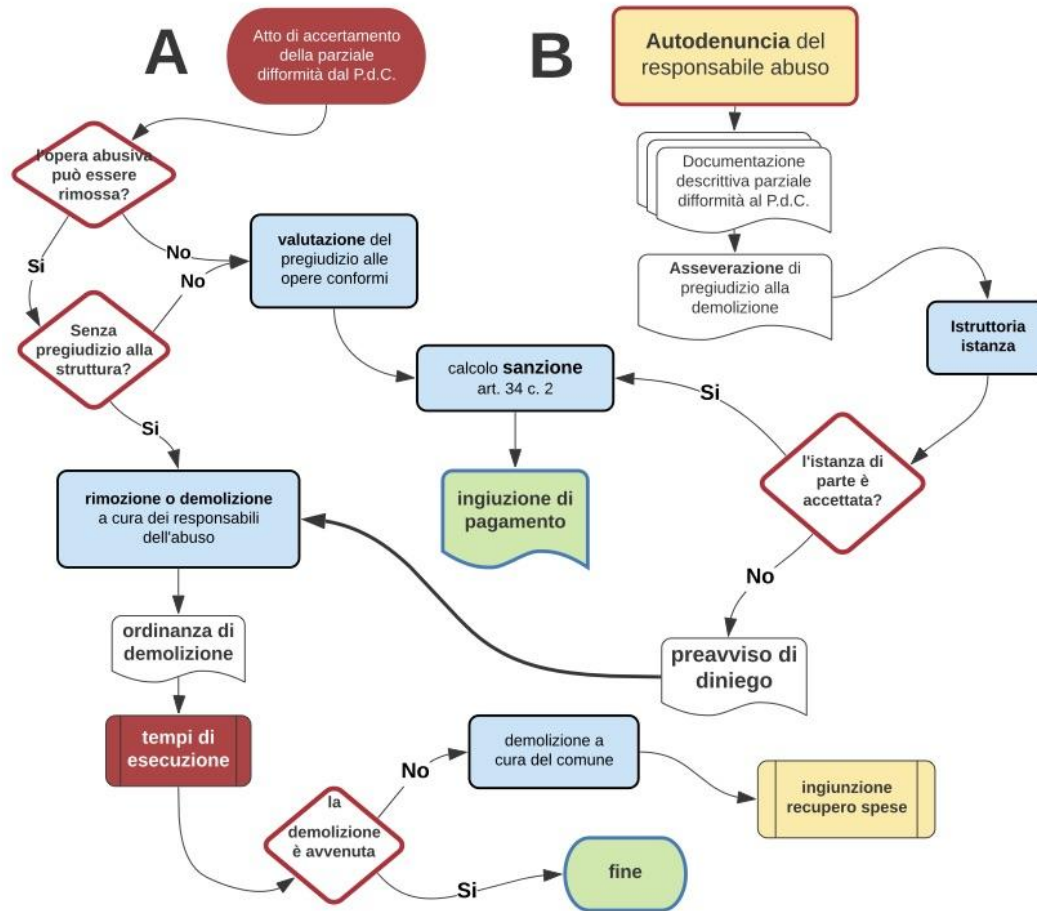 A
Atto di accertamento
della parziale
difformità dal P.d.C.
B
Autodenuncia del
responsabile abuso
l'opera abusiva
può essere
rimossa?
Documentazione
descrittiva parziale
difformità al P.d.C.
Si
No
No
valutazione del
pregiudizio alle
opere conformi
Asseverazione di
pregiudizio alla
demolizione
Senza
pregiudizio alla
struttura?
Istruttoria
istanza
calcolo sanzione
art. 34 c. 2
Si
Si
l'istanza di
parte è
accettata?
rimozione o demolizione
a cura dei responsabili
dell'abuso
ingiuzione di
pagamento
No
ordinanza di
demolizione
preavviso di
diniego
tempi di
esecuzione
No
demolizione a
cura del comune
ingiunzione
recupero spese
la
demolizione
è avvenuta
Si
fine